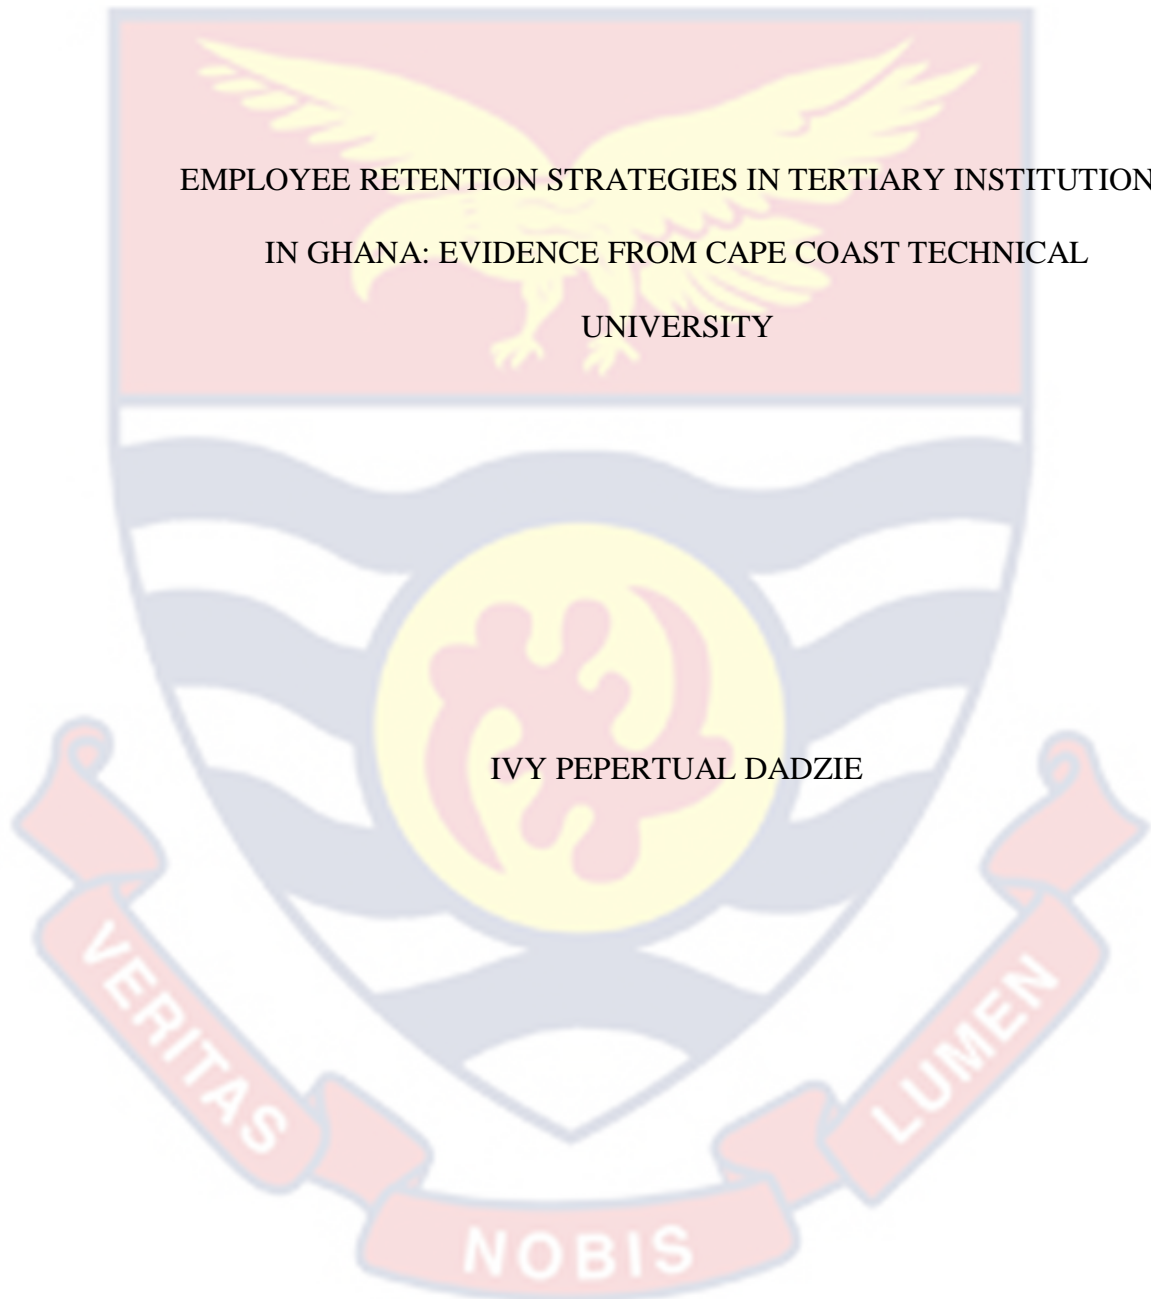 EMPLOYEE RETENTION STRATEGIES IN TERTIARY INSTITUTION
IN GHANA: EVIDENCE FROM CAPE COAST TECHNICAL
UNIVERSITY
IVY PEPERTUAL DADZIE
VERITAS
NOBIS
LUMEN